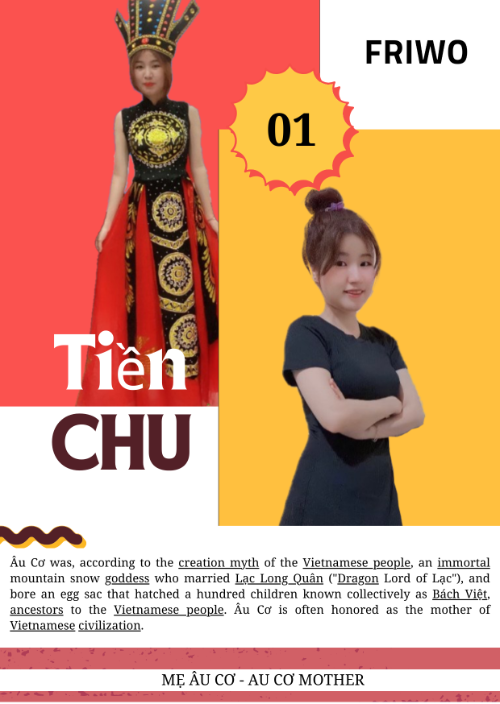 FRIWO
01
Tiền
CHU
Âu Cơ was, according to the creation myth of the Vietnamese people, an immortal
mountain snow goddess who married Lạc Long Quân ("Dragon Lord of Lạc"), and
bore an egg sac that hatched a hundred children known collectively as Bách Việt,
ancestors to the Vietnamese people. Âu Cơ is often honored as the mother of
Vietnamese civilization.
MẸ ÂU CƠ - AU CƠ MOTHER